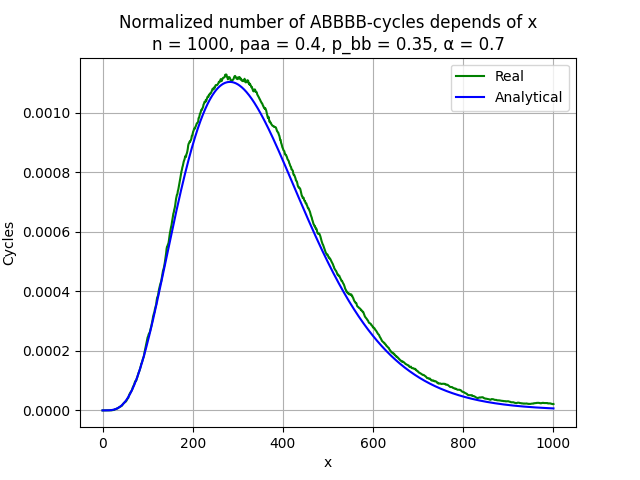 Normalized number of ABBBB-cycles depends of x
n = 1000, paa = 0.4, p_bb = 0.35, α = 0.7
Real
Analytical
Cycles
0.0010
0.0008
0.0006
0.0004
0.0002
0.0000
0 200 400 600 800 1000
x